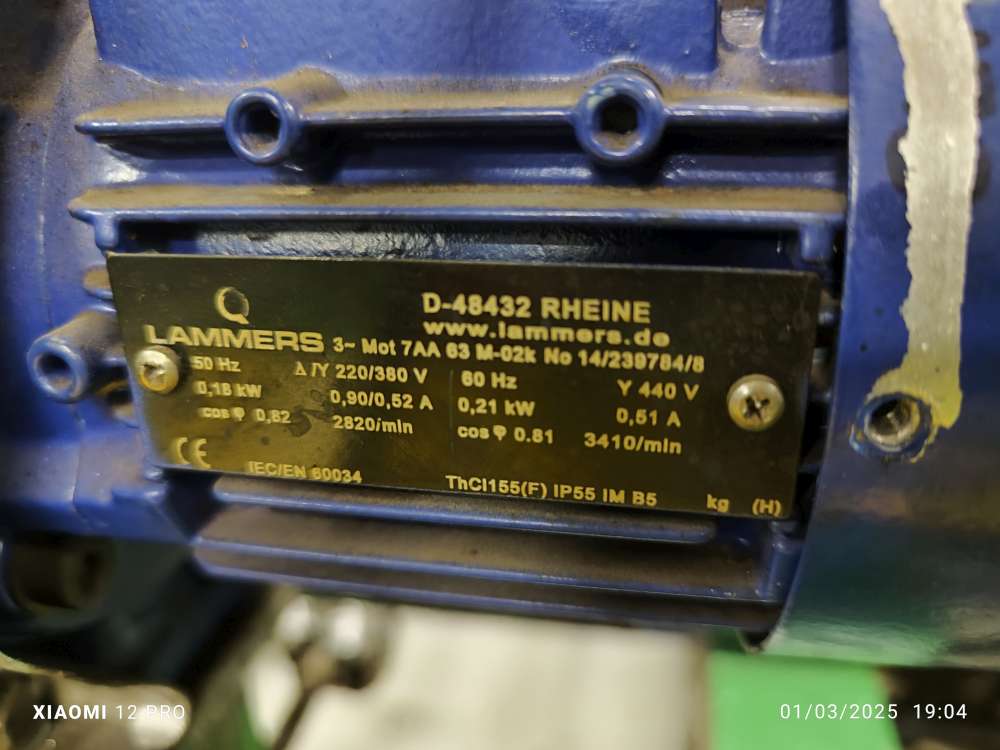 D-48432 RHEINE
www.lammers.de
LAMMERS 3~ Mot 7AA 63 M-02k No 14/239784/8
50 Hz Δ/Y 220/380 V 60 Hz Y 440 V
0,18 kW 0,90/0,52 A 0,21 kW 0,51 A
cos φ 0,82 2820/min cos φ 0.81 3410/min
CE IEC/EN 60034 ThCl155(F) IP55 IM B5 kg (H)
XIAOMI 12 PRO 01/03/2025 19:04